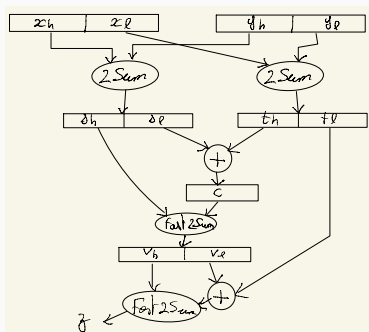 xh xℓ yh yℓ
2Sum 2Sum
sh sℓ th tℓ
+
c
Fast2Sum
vh vℓ
Fast2Sum +
z